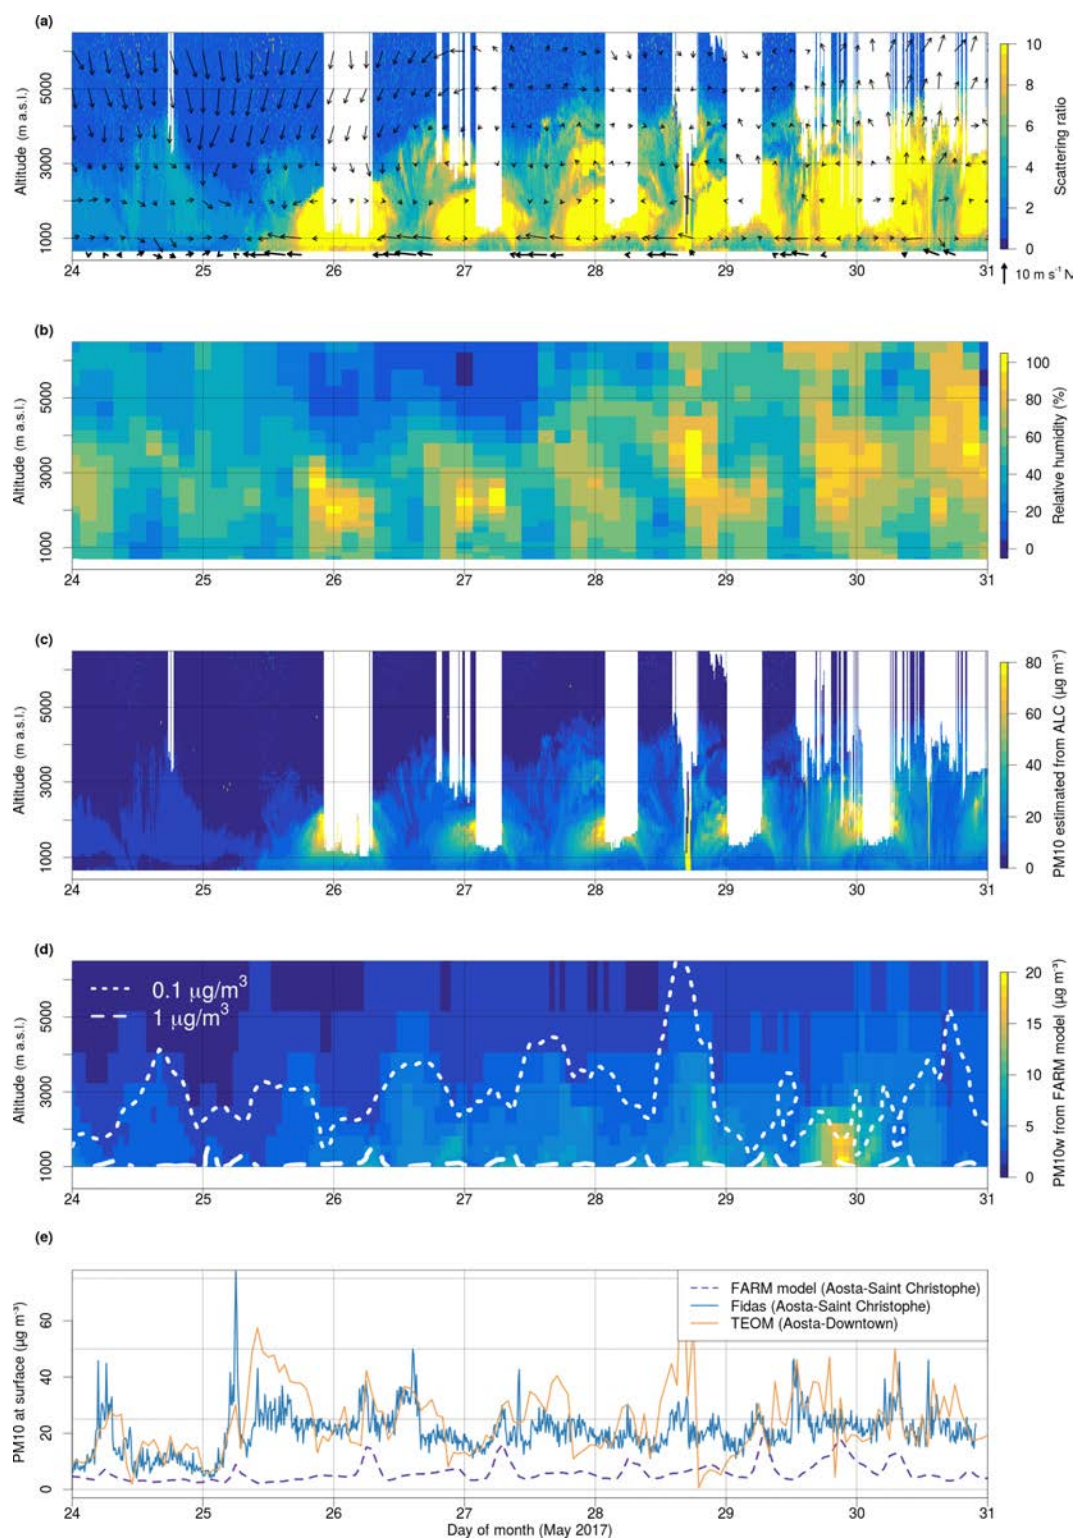 (a)
Altitude (m a.s.l.)
1000 3000 5000
24 25 26 27 28 29 30 31
0 2 4 6 8 10
Scattering ratio
10 m s⁻¹ N
(b)
Altitude (m a.s.l.)
1000 3000 5000
24 25 26 27 28 29 30 31
0 20 40 60 80 100
Relative humidity (%)
(c)
Altitude (m a.s.l.)
1000 3000 5000
24 25 26 27 28 29 30 31
0 20 40 60 80
PM10 estimated from ALC (µg m⁻³)
(d)
0.1 µg/m³
1 µg/m³
Altitude (m a.s.l.)
1000 3000 5000
24 25 26 27 28 29 30 31
0 5 10 15 20
PM10w from FARM model (µg m⁻³)
(e)
FARM model (Aosta-Saint Christophe)
Fidas (Aosta-Saint Christophe)
TEOM (Aosta-Downtown)
PM10 at surface (µg m⁻³)
0 20 40 60
24 25 26 27 28 29 30 31
Day of month (May 2017)